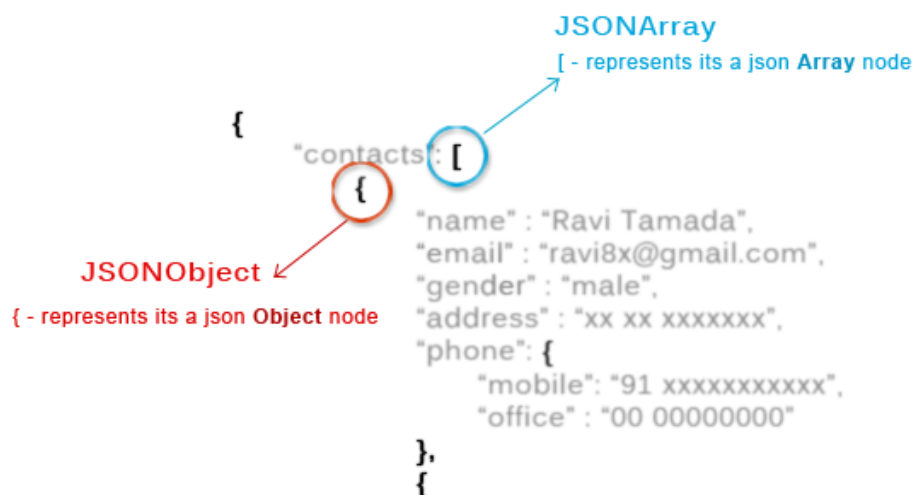 JSONArray
[ - represents its a json Array node
{
"contacts": [
{
"name" : "Ravi Tamada",
"email" : "ravi8x@gmail.com",
"gender" : "male",
"address" : "xx xx xxxxxxx",
"phone": {
"mobile": "91 xxxxxxxxxxx",
"office" : "00 00000000"
},
{
JSONObject
{ - represents its a json Object node